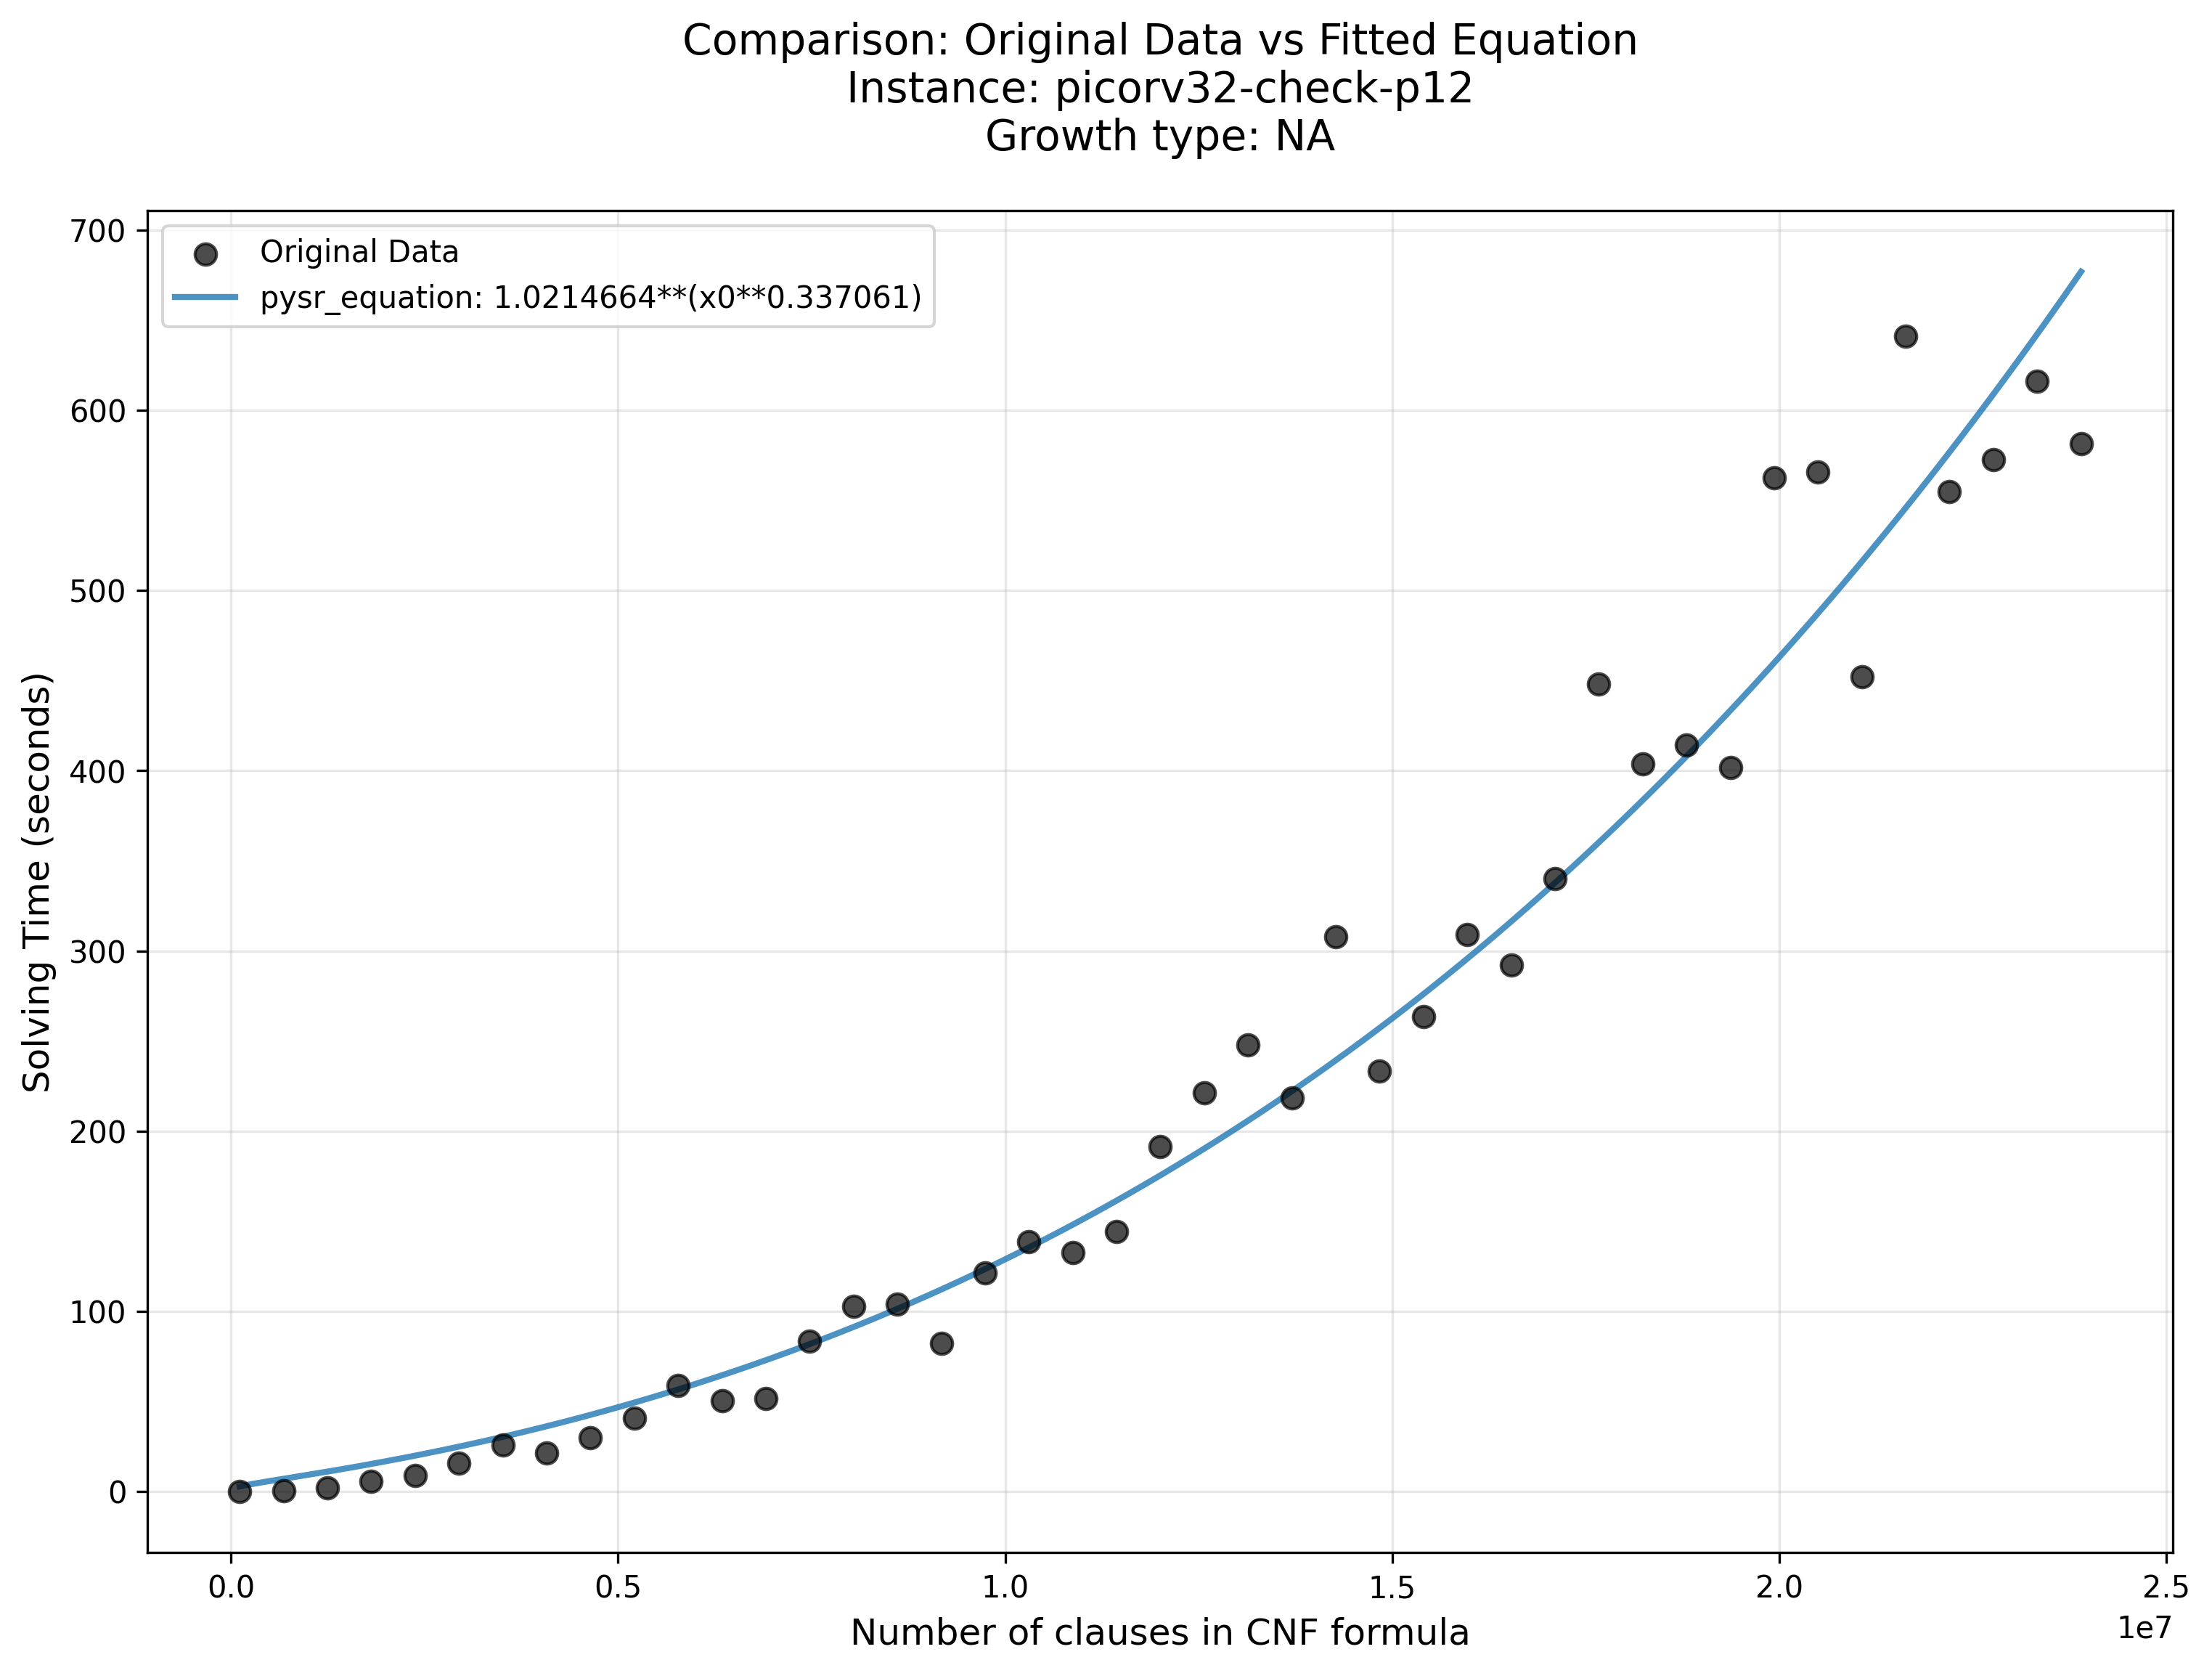 Comparison: Original Data vs Fitted Equation
Instance: picorv32-check-p12
Growth type: NA
Original Data
pysr_equation: 1.0214664**(x0**0.337061)
700
600
500
400
300
200
100
0
Solving Time (seconds)
0.0 0.5 1.0 1.5 2.0 2.5
1e7
Number of clauses in CNF formula